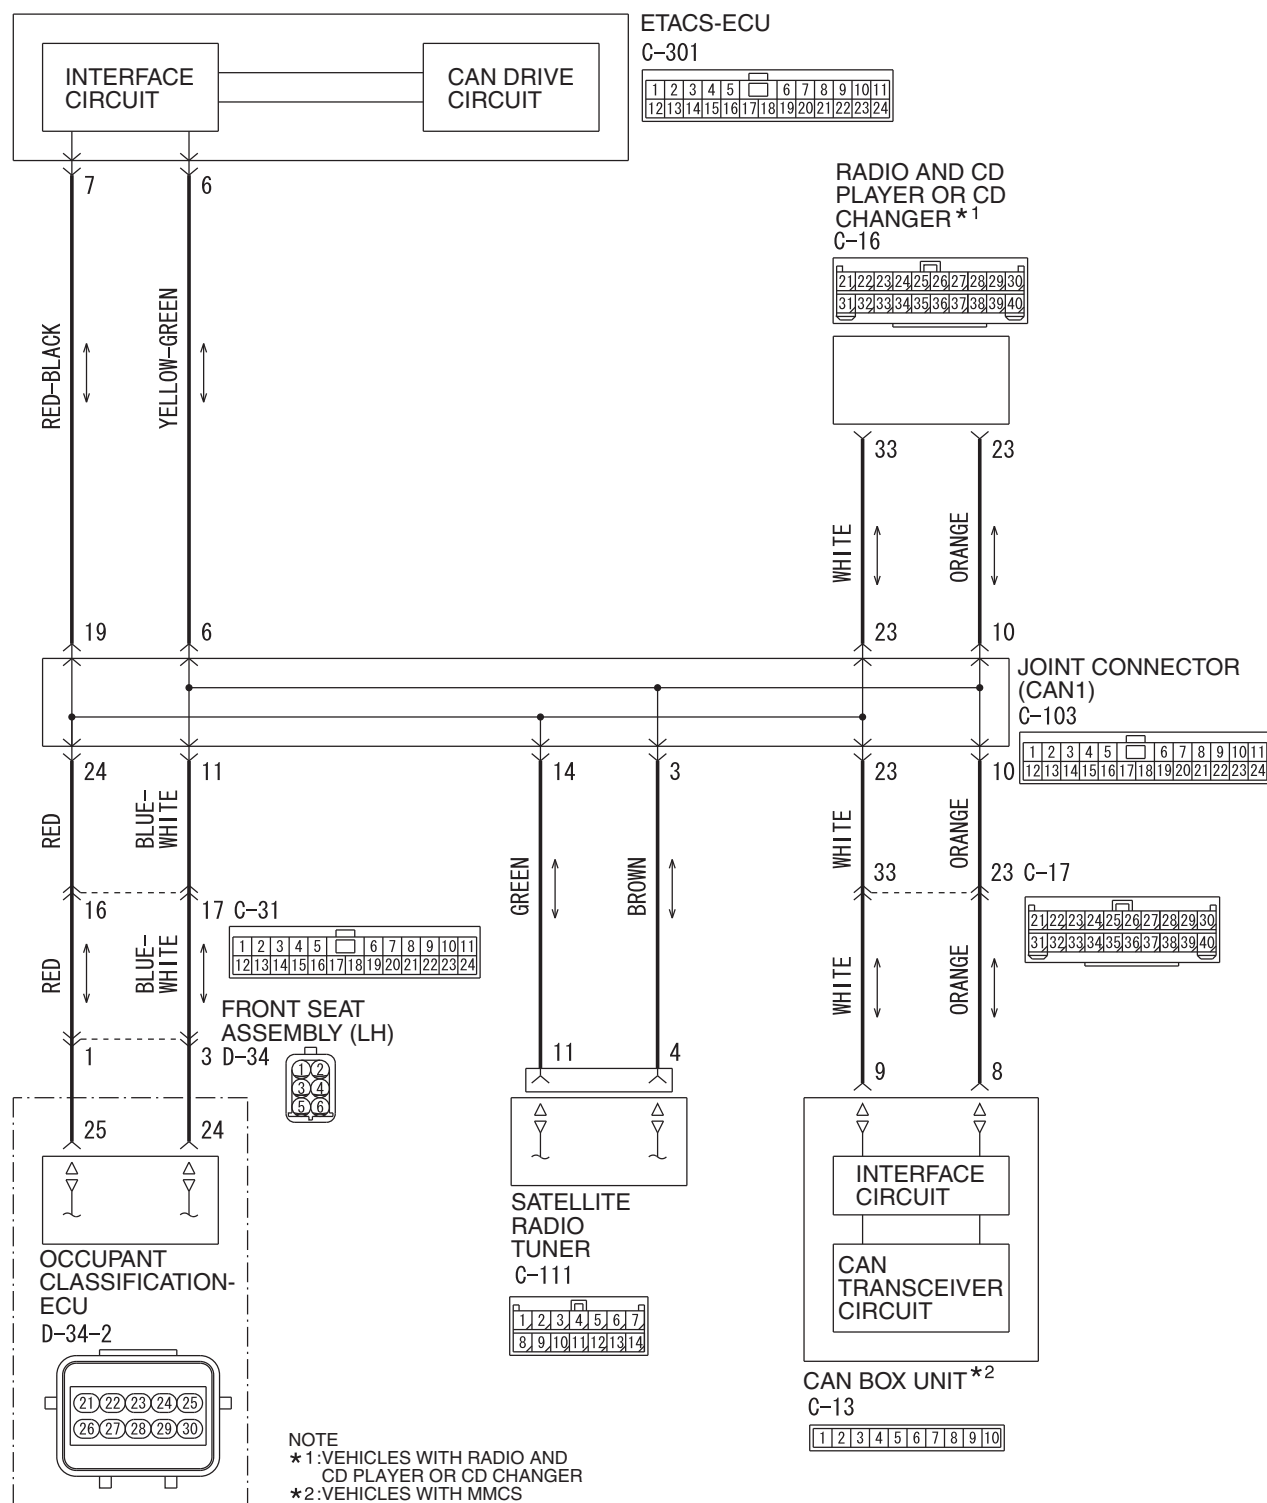 ETACS-ECU
C-301
INTERFACE
CIRCUIT
CAN DRIVE
CIRCUIT
1 2 3 4 5 6 7 8 9 10 11
12 13 14 15 16 17 18 19 20 21 22 23 24
7
6
RADIO AND CD
PLAYER OR CD
CHANGER*1
C-16
21 22 23 24 25 26 27 28 29 30
31 32 33 34 35 36 37 38 39 40
RED-BLACK
YELLOW-GREEN
33
23
WHITE
ORANGE
19
6
23
10
JOINT CONNECTOR
(CAN1)
C-103
1 2 3 4 5 6 7 8 9 10 11
12 13 14 15 16 17 18 19 20 21 22 23 24
24
11
14
3
23
10
RED
BLUE-
WHITE
WHITE
ORANGE
GREEN
BROWN
16
17 C-31
1 2 3 4 5 6 7 8 9 10 11
12 13 14 15 16 17 18 19 20 21 22 23 24
33
23 C-17
21 22 23 24 25 26 27 28 29 30
31 32 33 34 35 36 37 38 39 40
RED
BLUE-
WHITE
WHITE
ORANGE
FRONT SEAT
ASSEMBLY (LH)
1
3 D-34
1 2
3 4
5 6
11
4
9
8
25
24
OCCUPANT
CLASSIFICATION-
ECU
D-34-2
21 22 23 24 25
26 27 28 29 30
SATELLITE
RADIO
TUNER
C-111
1 2 3 4 5 6 7
8 9 10 11 12 13 14
INTERFACE
CIRCUIT
CAN
TRANSCEIVER
CIRCUIT
CAN BOX UNIT*2
C-13
1 2 3 4 5 6 7 8 9 10
NOTE
*1:VEHICLES WITH RADIO AND
CD PLAYER OR CD CHANGER
*2:VEHICLES WITH MMCS